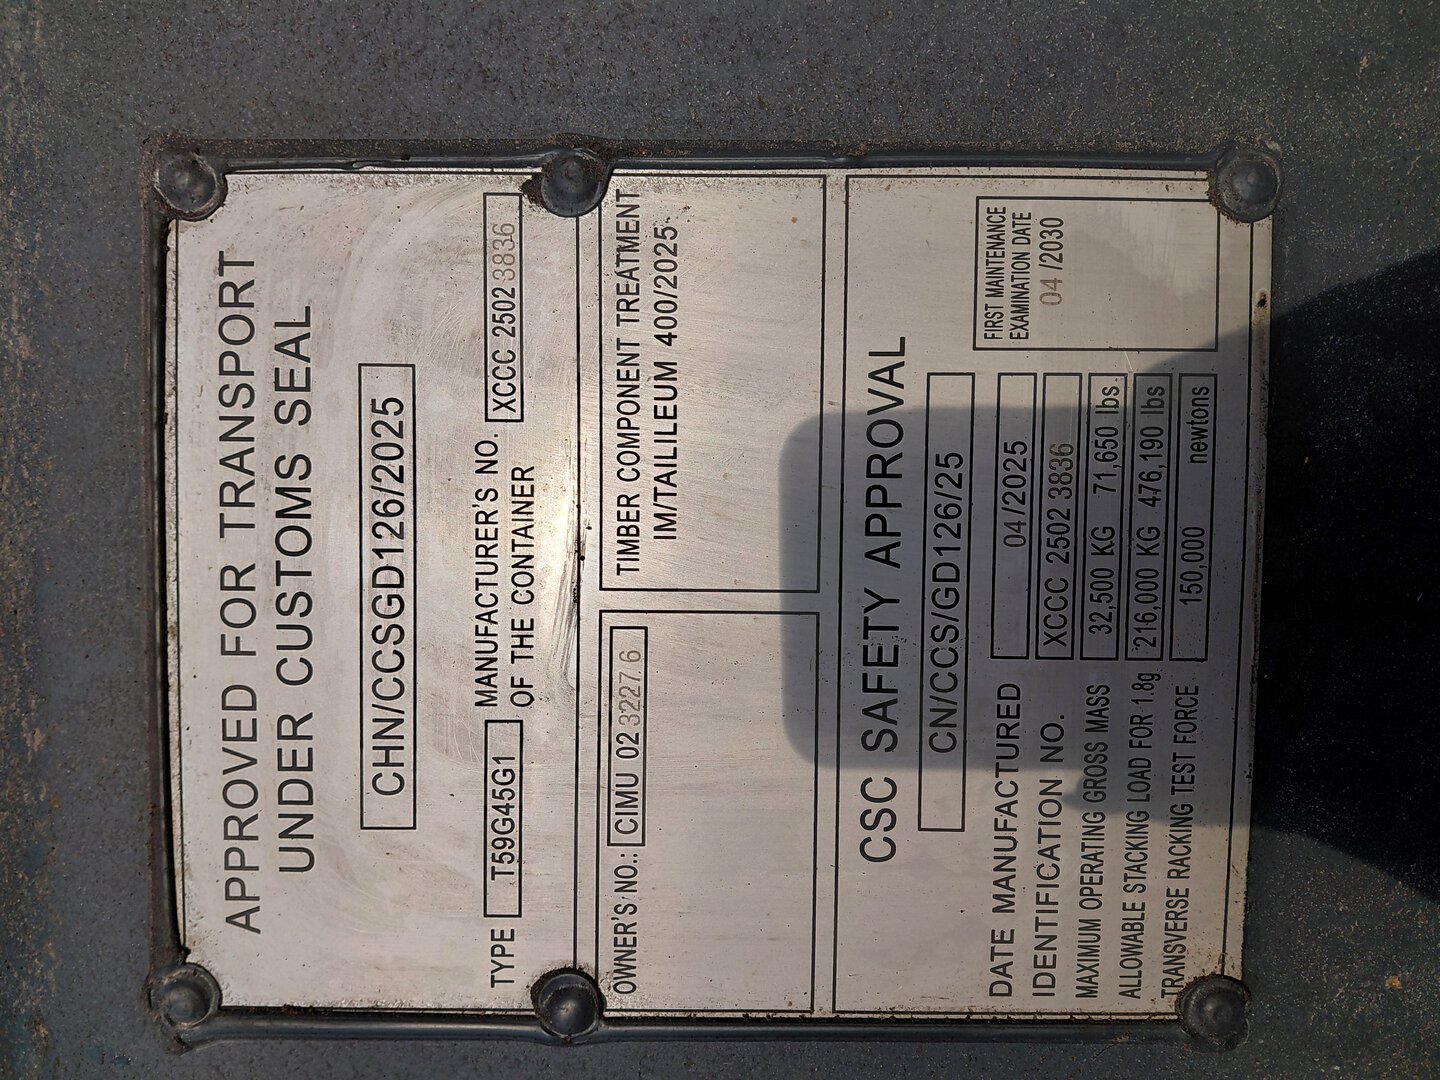 APPROVED FOR TRANSPORT
UNDER CUSTOMS SEAL
CHN/CCSGD126/2025
TYPE T59G45G1 MANUFACTURER'S NO. OF THE CONTAINER XCCC 2502 3836
OWNER'S NO.: CIMU 02 3227 6
TIMBER COMPONENT TREATMENT
IM/TAILILEUM 400/2025
CSC SAFETY APPROVAL
CN/CCS/GD126/25
DATE MANUFACTURED 04/2025
IDENTIFICATION NO. XCCC 2502 3836
MAXIMUM OPERATING GROSS MASS 32,500 KG 71,650 lbs.
ALLOWABLE STACKING LOAD FOR 1.8g 216,000 KG 476,190 lbs
TRANSVERSE RACKING TEST FORCE 150,000 newtons
FIRST MAINTENANCE
EXAMINATION DATE
04 /2030